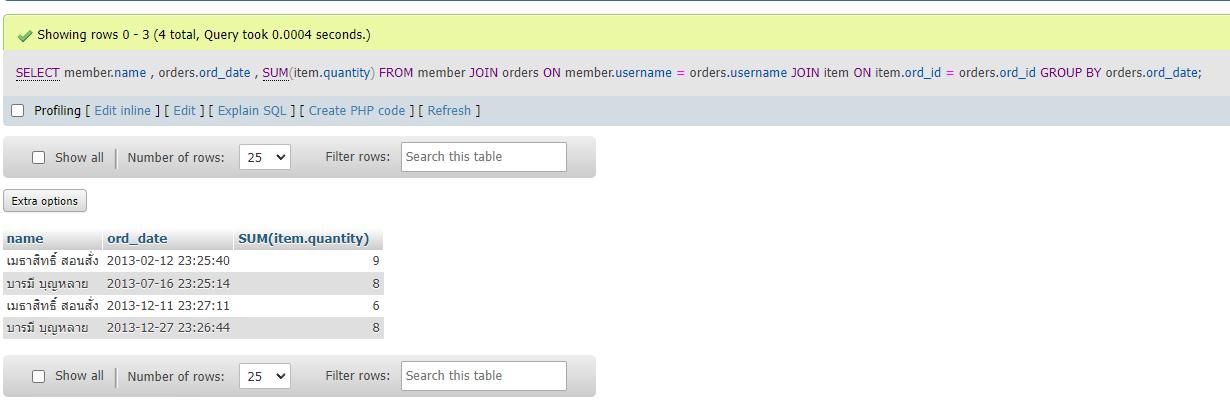 Showing rows 0 - 3 (4 total, Query took 0.0004 seconds.)
SELECT member.name , orders.ord_date , SUM(item.quantity) FROM member JOIN orders ON member.username = orders.username JOIN item ON item.ord_id = orders.ord_id GROUP BY orders.ord_date;
Profiling [ Edit inline ] [ Edit ] [ Explain SQL ] [ Create PHP code ] [ Refresh ]
Show all | Number of rows: 25 Filter rows: Search this table
Extra options
name ord_date SUM(item.quantity)
เมธาสิทธิ์ สอนสั่ง 2013-02-12 23:25:40 9
บารมี บุญหลาย 2013-07-16 23:25:14 8
เมธาสิทธิ์ สอนสั่ง 2013-12-11 23:27:11 6
บารมี บุญหลาย 2013-12-27 23:26:44 8
Show all | Number of rows: 25 Filter rows: Search this table